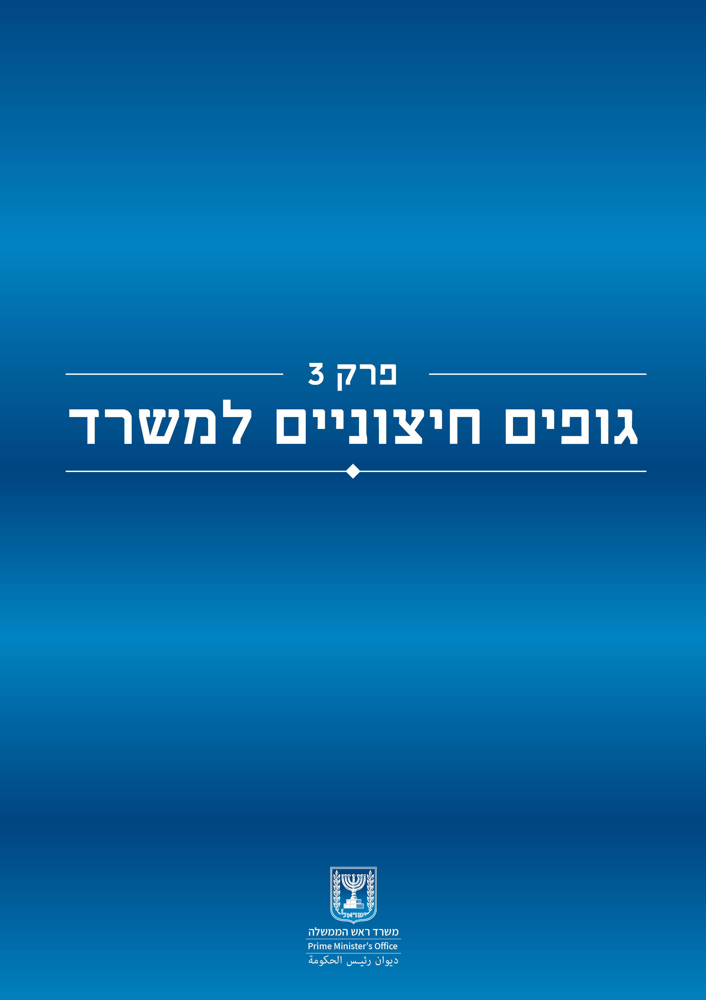 פרק 3
גופים חיצוניים למשרד
ישראל
משרד ראש הממשלה
Prime Minister’s Office
ديوان رئيس الحكومة